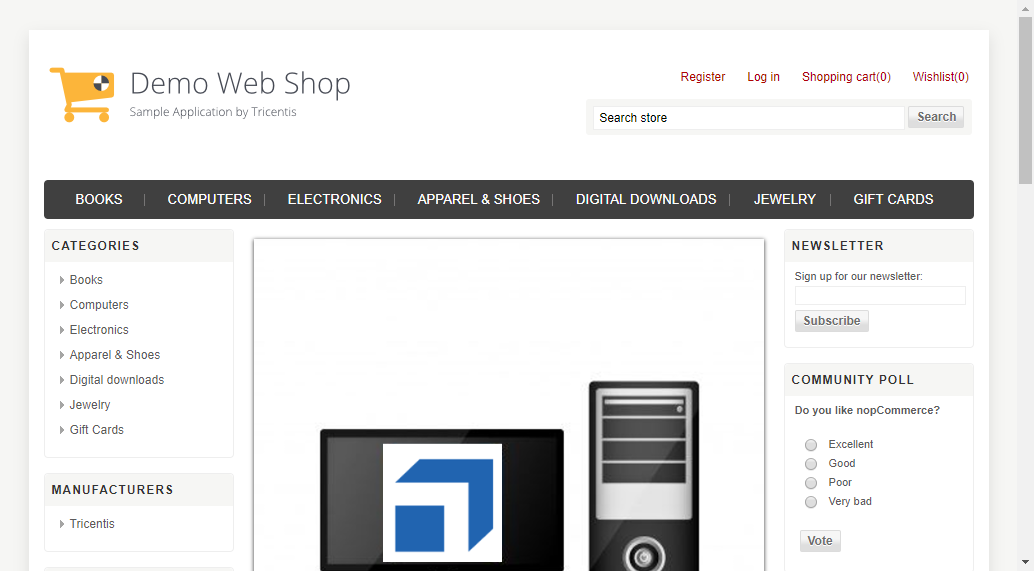 Demo Web Shop
Sample Application by Tricentis
Register Log in Shopping cart(0) Wishlist(0)
Search store Search
BOOKS COMPUTERS ELECTRONICS APPAREL & SHOES DIGITAL DOWNLOADS JEWELRY GIFT CARDS
CATEGORIES
Books
Computers
Electronics
Apparel & Shoes
Digital downloads
Jewelry
Gift Cards
MANUFACTURERS
Tricentis
NEWSLETTER
Sign up for our newsletter:
Subscribe
COMMUNITY POLL
Do you like nopCommerce?
Excellent
Good
Poor
Very bad
Vote